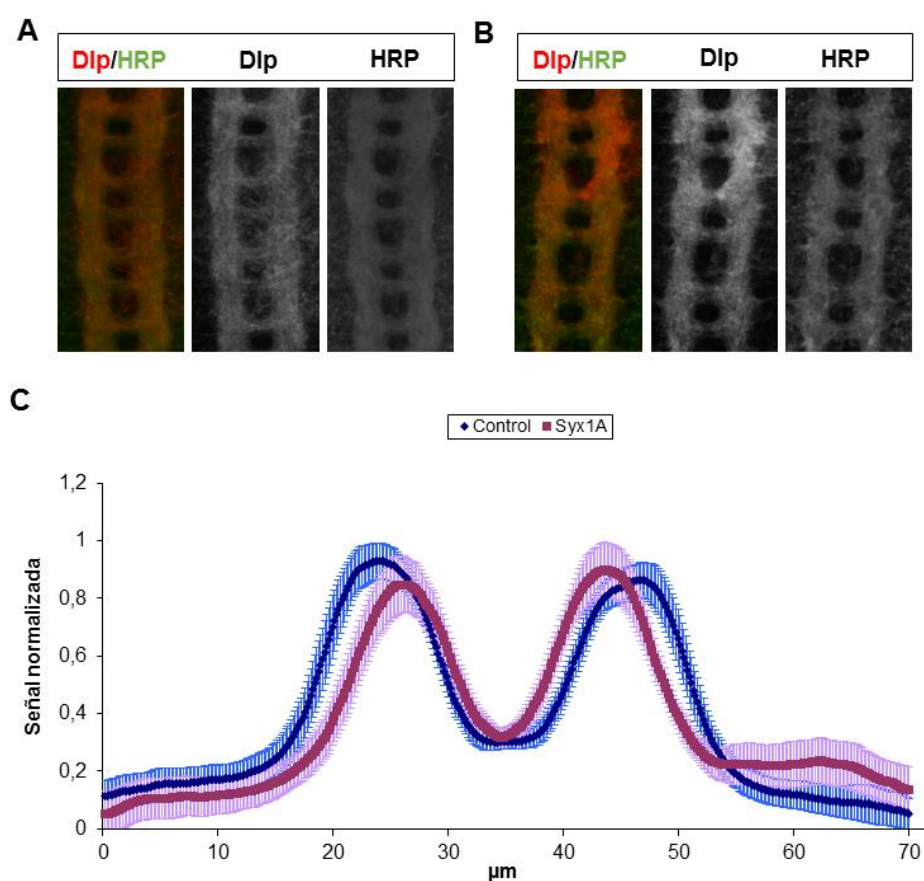 A
Dlp/HRP Dlp HRP
B
Dlp/HRP Dlp HRP
C
Control Syx1A
Señal normalizada
1,2
1
0,8
0,6
0,4
0,2
0
0 10 20 30 40 50 60 70
µm